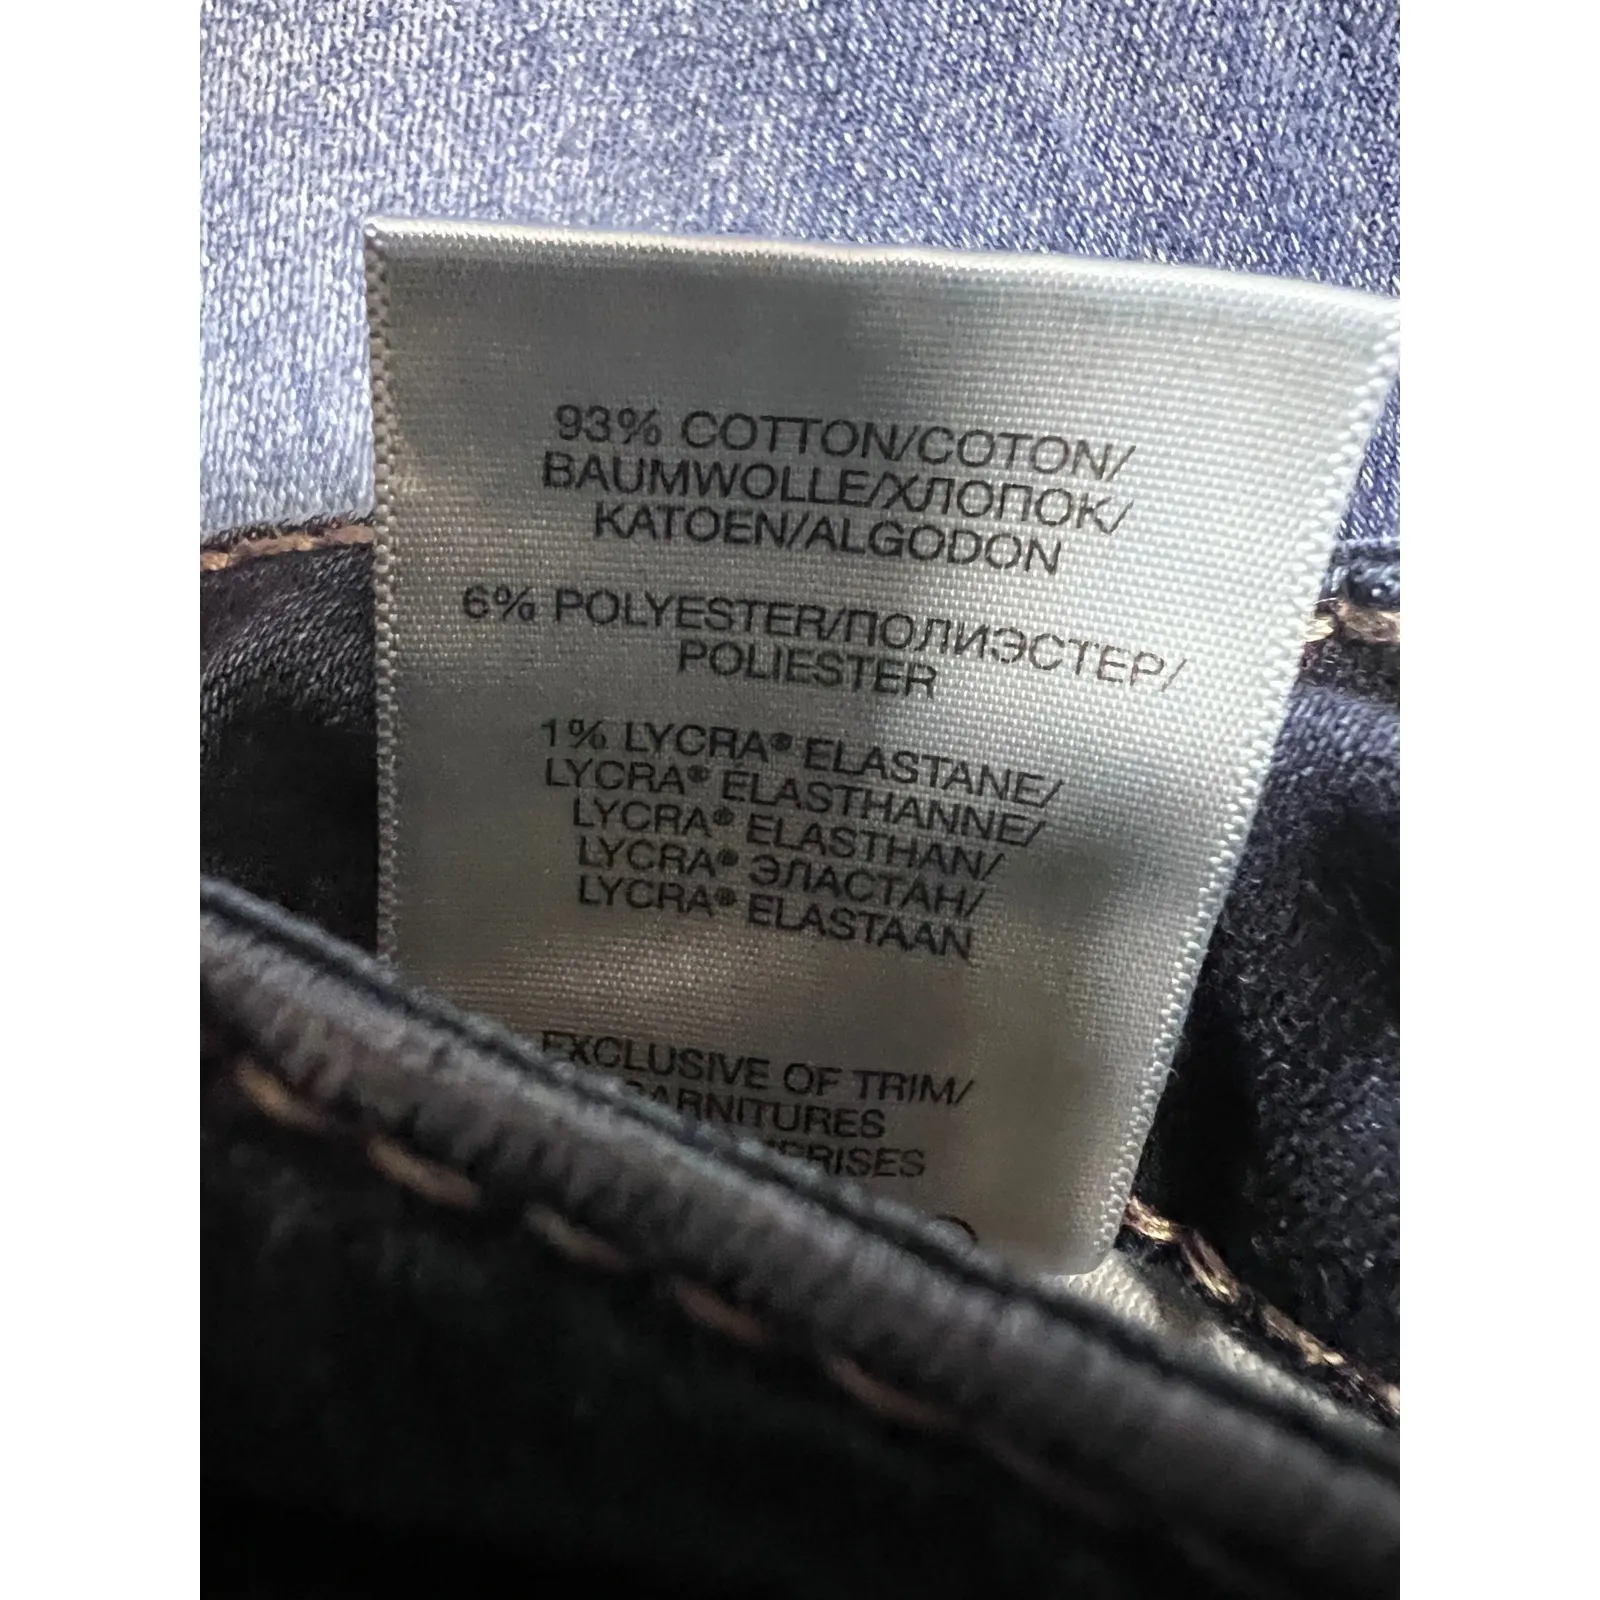 93% COTTON/COTON/
BAUMWOLLE/ХЛОПОК/
KATOEN/ALGODON
6% POLYESTER/ПОЛИЭСТЕР/
POLIESTER
1% LYCRA® ELASTANE/
LYCRA® ÉLASTHANNE/
LYCRA® ELASTHAN/
LYCRA® ЭЛАСТАН/
LYCRA® ELASTAAN
EXCLUSIVE OF TRIM/
GARNITURES